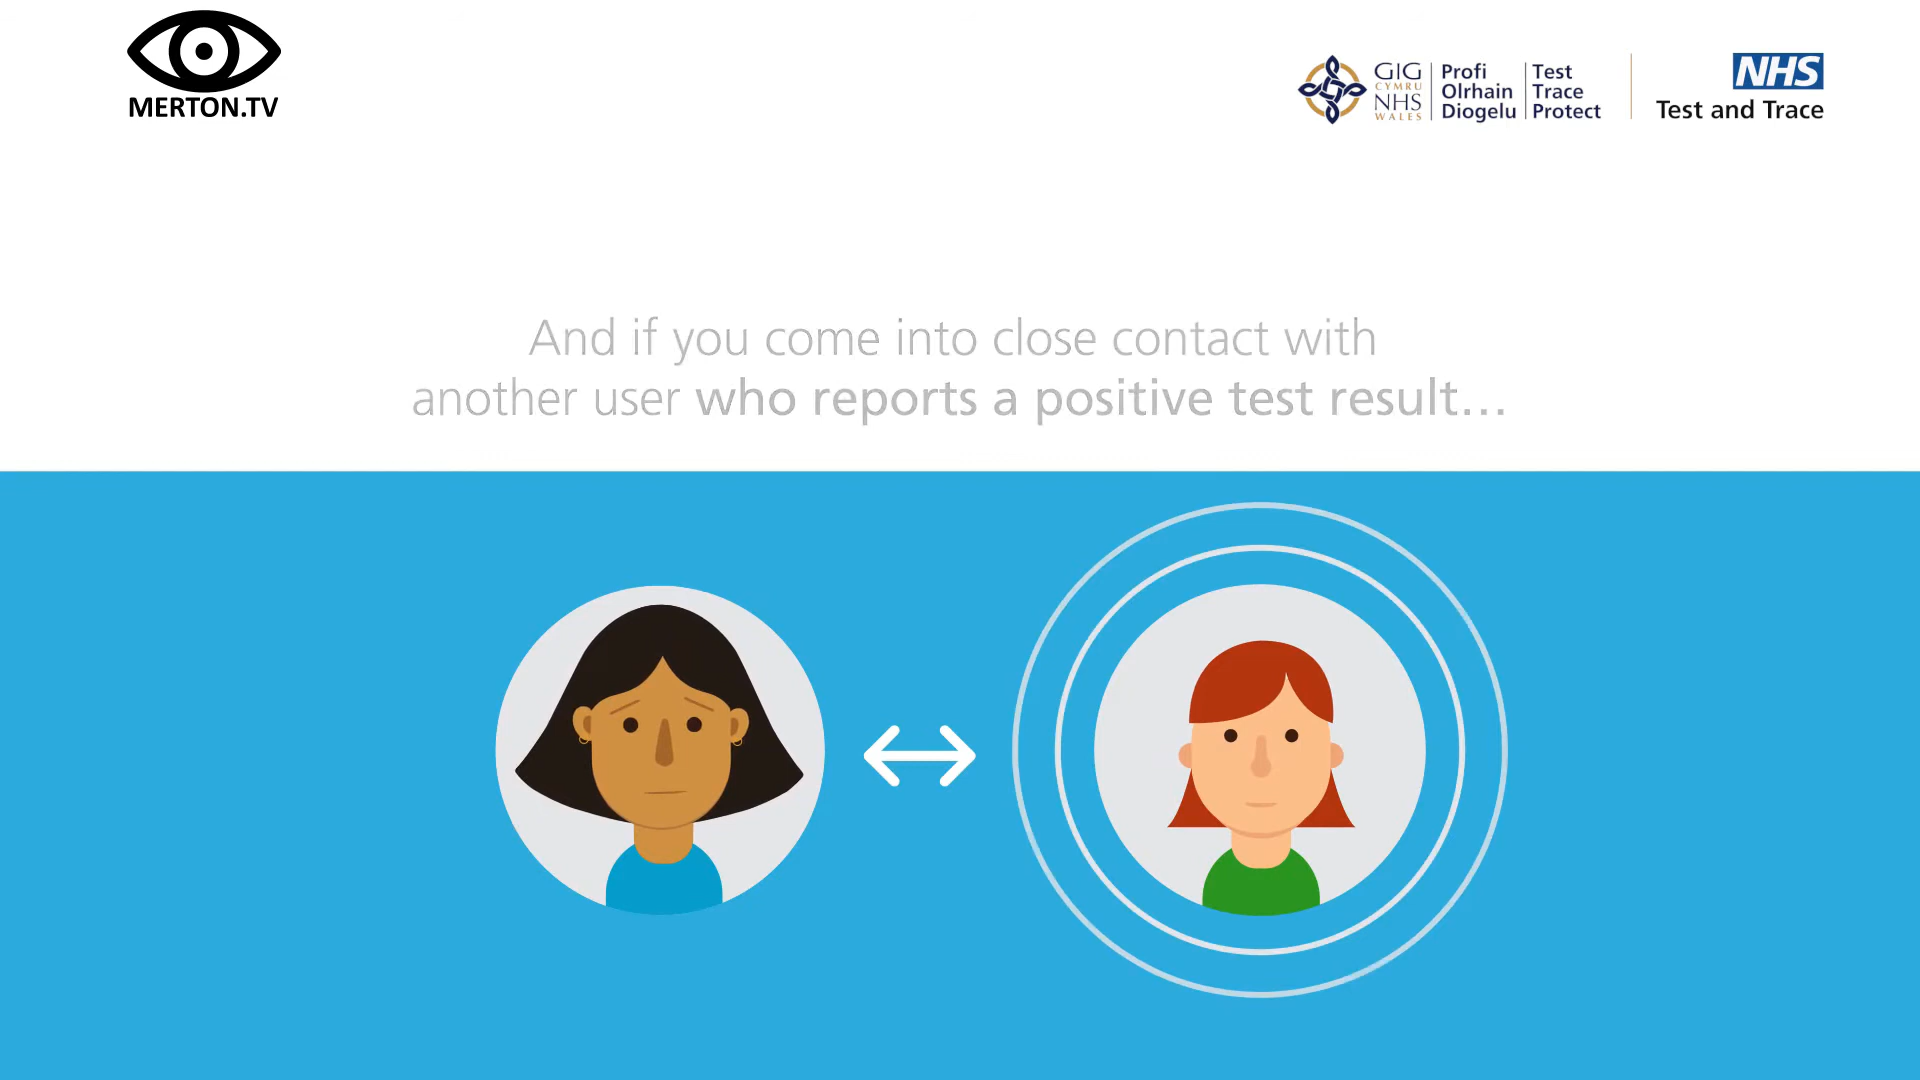 MERTON.TV
GIG
CYMRU
NHS
WALES
Profi
Olrhain
Diogelu
Test
Trace
Protect
NHS
Test and Trace
And if you come into close contact with
another user who reports a positive test result...